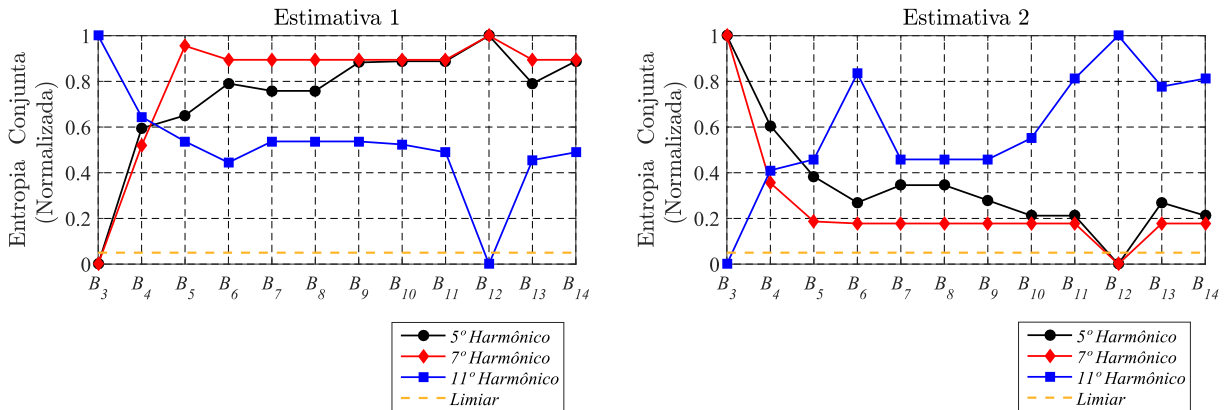 Estimativa 1
Entropia Conjunta
(Normalizada)
1
0.8
0.6
0.4
0.2
0
B3 B4 B5 B6 B7 B8 B9 B10 B11 B12 B13 B14
5º Harmônico
7º Harmônico
11º Harmônico
Limiar
Estimativa 2
Entropia Conjunta
(Normalizada)
1
0.8
0.6
0.4
0.2
0
B3 B4 B5 B6 B7 B8 B9 B10 B11 B12 B13 B14
5º Harmônico
7º Harmônico
11º Harmônico
Limiar